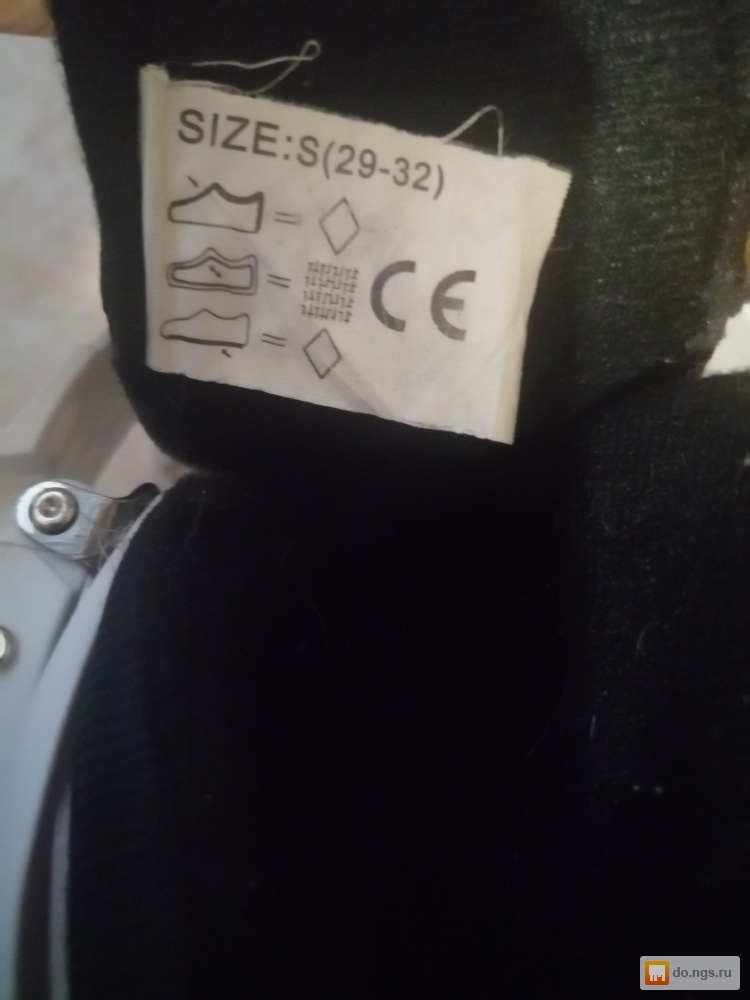 SIZE:S(29-32)
=
=
=
CE
do.ngs.ru